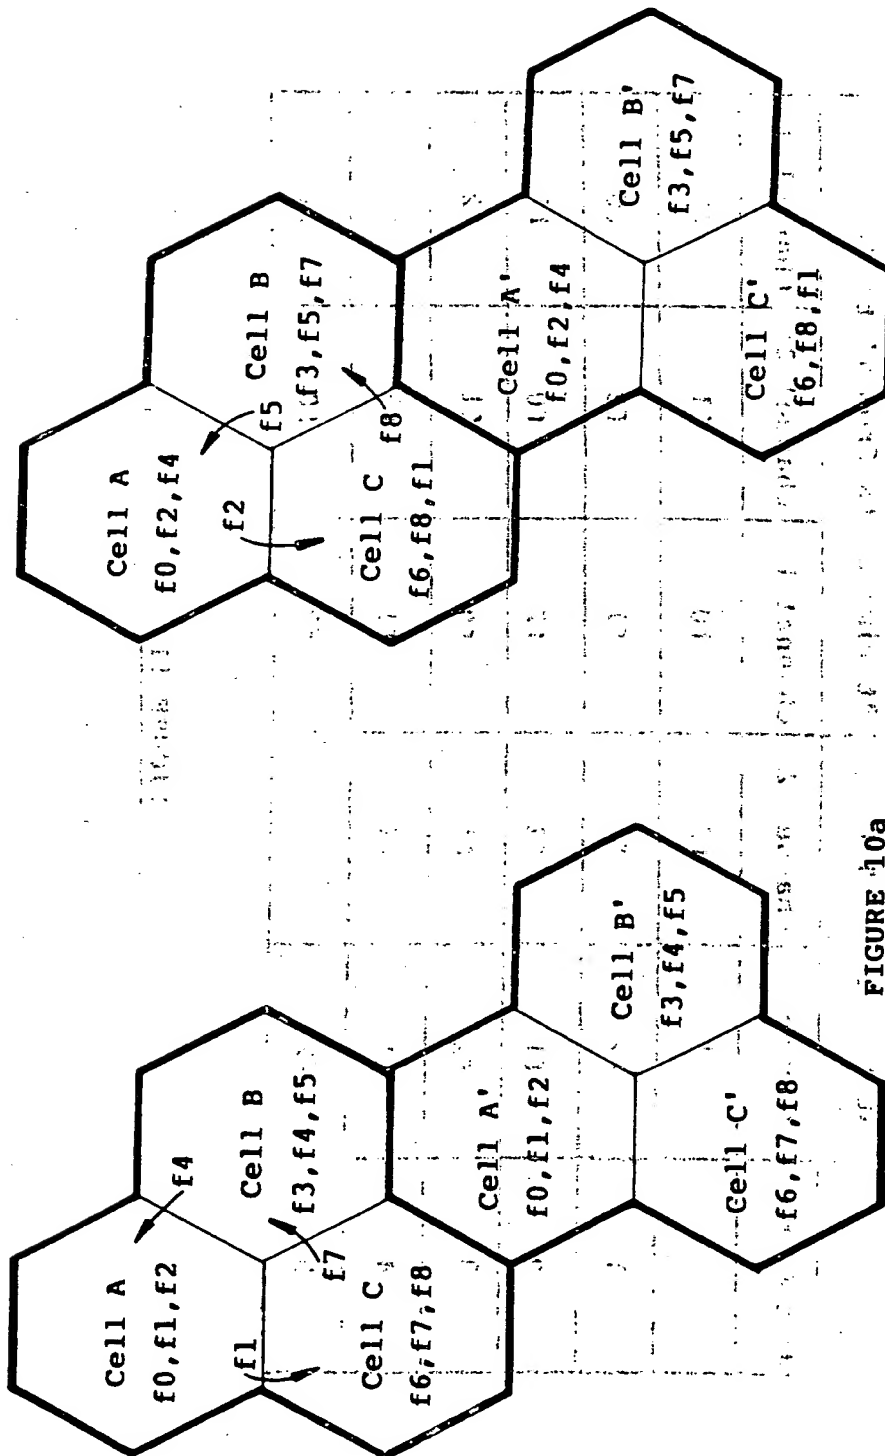 Cell A
f0,f1,f2
f4
Cell B
f3,f4,f5
f1
f7
Cell C
f6,f7,f8
Cell A'
f0,f1,f2
Cell B'
f3,f4,f5
Cell C'
f6,f7,f8
FIGURE 10a
Cell A
f0,f2,f4
f5
Cell B
f3,f5,f7
f2
f8
Cell C
f6,f8,f1
Cell A'
f0,f2,f4
Cell B'
f3,f5,f7
Cell C'
f6,f8,f1